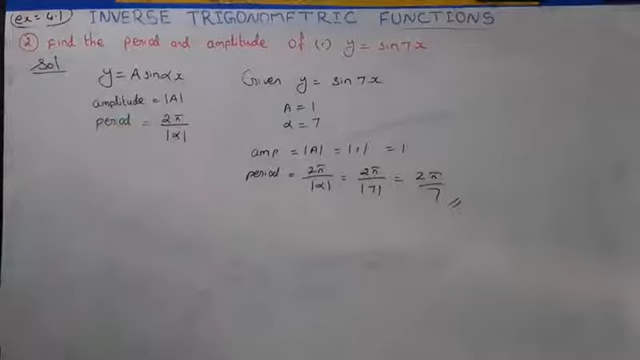 ex = 4.1 INVERSE TRIGONOMETRIC FUNCTIONS
② Find the period and amplitude of (i) y = sin 7x
Sol
y = A sin αx
amplitude = |A|
period = 2π / |α|
Given y = sin 7x
A = 1
α = 7
amp = |A| = |1| = 1
period = 2π / |α| = 2π / |7| = 2π / 7 //